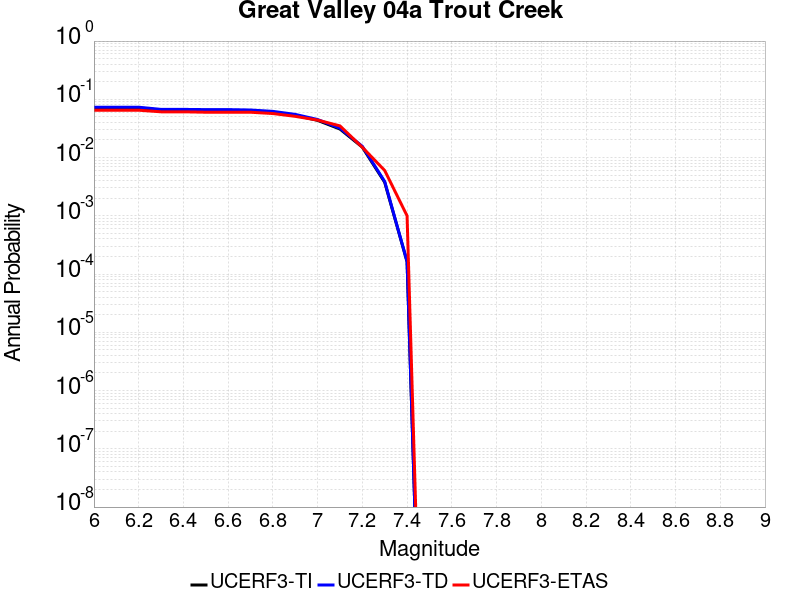 Great Valley 04a Trout Creek
Annual Probability
10^0
10^-1
10^-2
10^-3
10^-4
10^-5
10^-6
10^-7
10^-8
6 6.2 6.4 6.6 6.8 7 7.2 7.4 7.6 7.8 8 8.2 8.4 8.6 8.8 9
Magnitude
UCERF3-TI UCERF3-TD UCERF3-ETAS